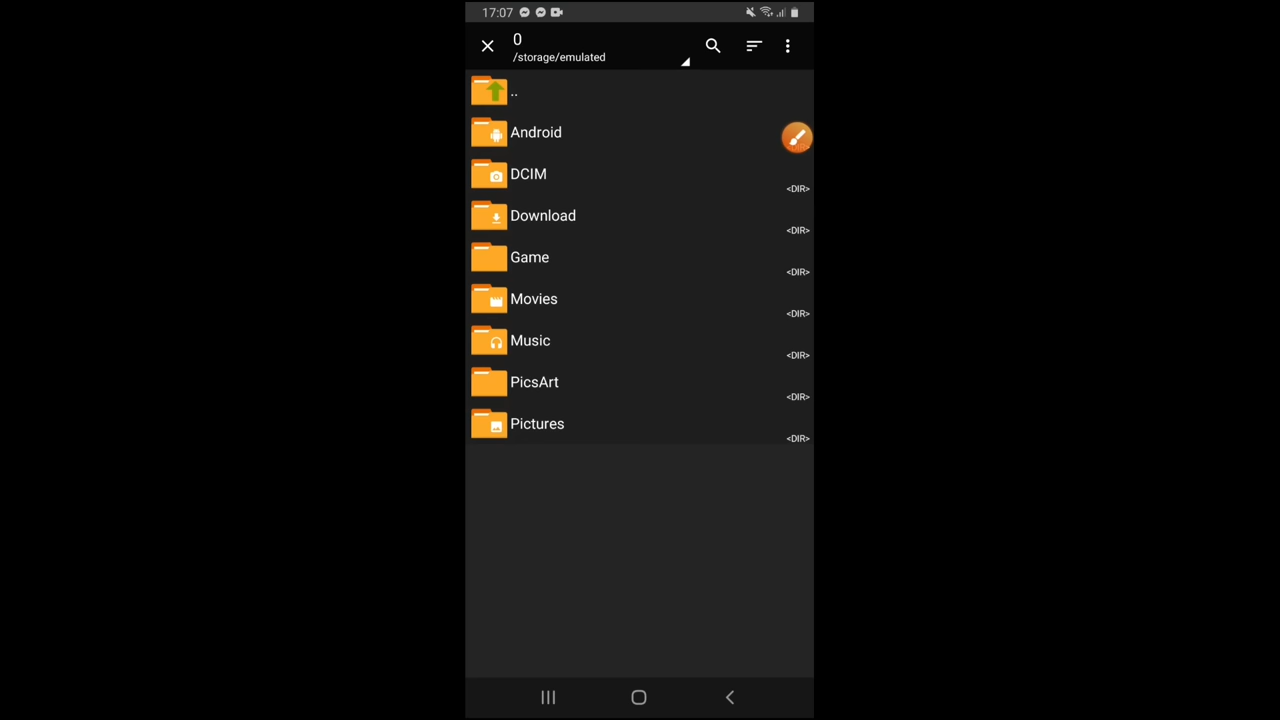 17:07
0
/storage/emulated
..
Android
DCIM
<DIR>
Download
<DIR>
Game
<DIR>
Movies
<DIR>
Music
<DIR>
PicsArt
<DIR>
Pictures
<DIR>